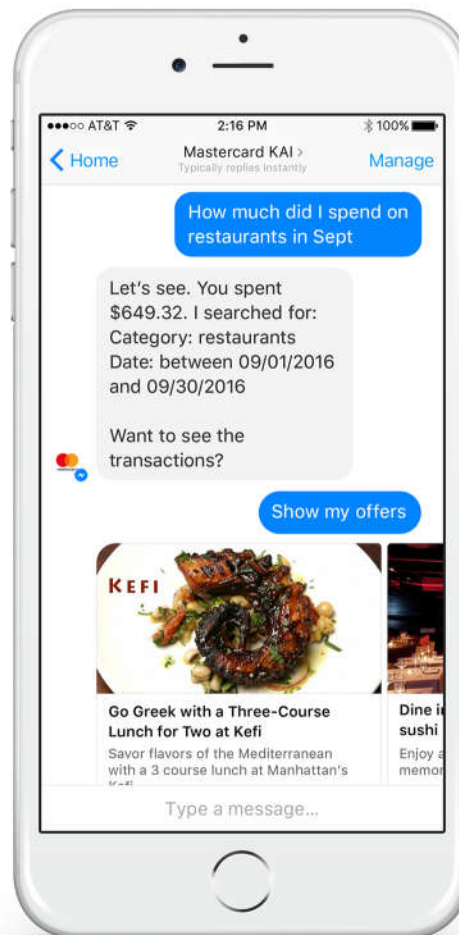 ●●●○○ AT&T 2:16 PM 100%
Home Mastercard KAI > Manage
Typically replies instantly
How much did I spend on
restaurants in Sept
Let's see. You spent
$649.32. I searched for:
Category: restaurants
Date: between 09/01/2016
and 09/30/2016
Want to see the
transactions?
Show my offers
KEFI
Go Greek with a Three-Course
Lunch for Two at Kefi
Savor flavors of the Mediterranean
with a 3 course lunch at Manhattan's
Kefi
Dine i
sushi
Enjoy a
memor
Type a message...